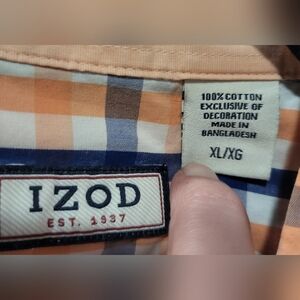 IZOD
EST. 1937
100% COTTON
EXCLUSIVE OF
DECORATION
MADE IN
BANGLADESH
XL/XG